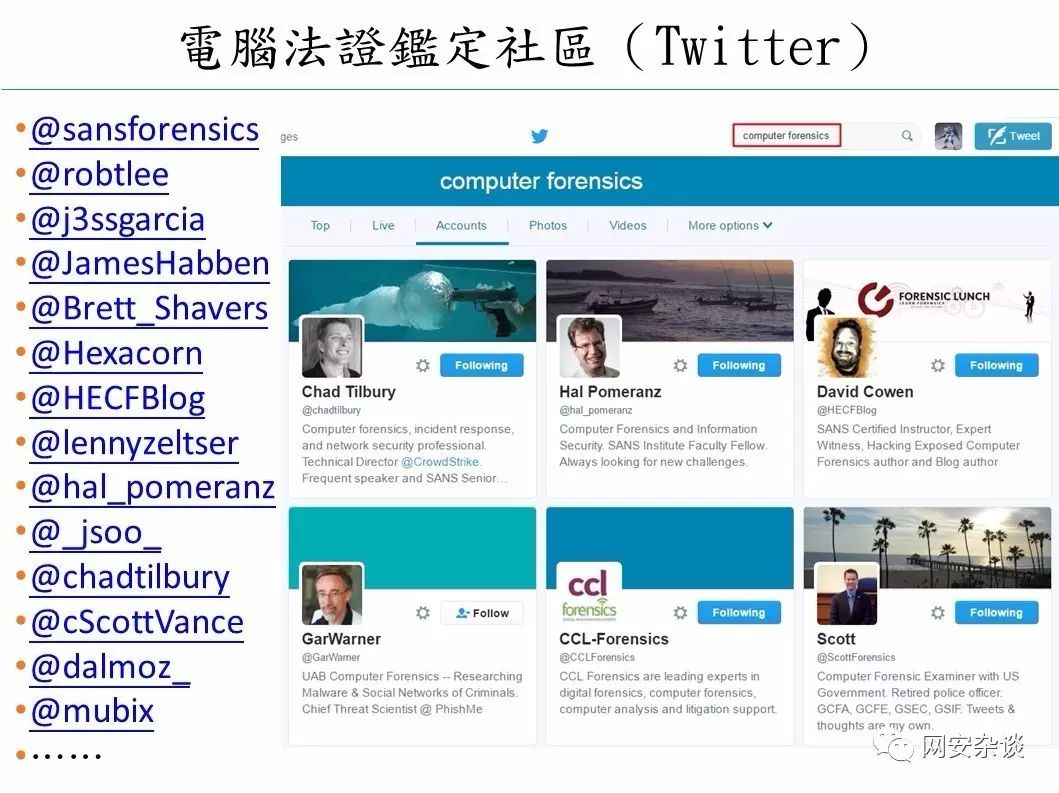 電腦法證鑑定社區（Twitter）
•@sansforensics
•@robtlee
•@j3ssgarcia
•@JamesHabben
•@Brett_Shavers
•@Hexacorn
•@HECFBlog
•@lennyzeltser
•@hal_pomeranz
•@_jsoo_
•@chadtilbury
•@cScottVance
•@dalmoz_
•@mubix
•……
ges
computer forensics
Tweet
computer forensics
Top Live Accounts Photos Videos More options
Following
Chad Tilbury
@chadtilbury
Computer forensics, incident response,
and network security professional.
Technical Director @CrowdStrike.
Frequent speaker and SANS Senior…
Following
Hal Pomeranz
@hal_pomeranz
Computer Forensics and Information
Security. SANS Institute Faculty Fellow.
Always looking for new challenges.
FORENSIC LUNCH
LEARN FORENSICS
Following
David Cowen
@HECFBlog
SANS Certified Instructor, Expert
Witness, Hacking Exposed Computer
Forensics author and Blog author
Follow
GarWarner
@GarWarner
UAB Computer Forensics -- Researching
Malware & Social Networks of Criminals.
Chief Threat Scientist @ PhishMe
ccl
forensics
Following
CCL-Forensics
@CCLForensics
CCL Forensics are leading experts in
digital forensics, computer forensics,
computer analysis and litigation support.
Following
Scott
@ScottForensics
Computer Forensic Examiner with US
Government. Retired police officer.
GCFA, GCFE, GSEC, GSIF. Tweets &
thoughts are my own.
网安杂谈